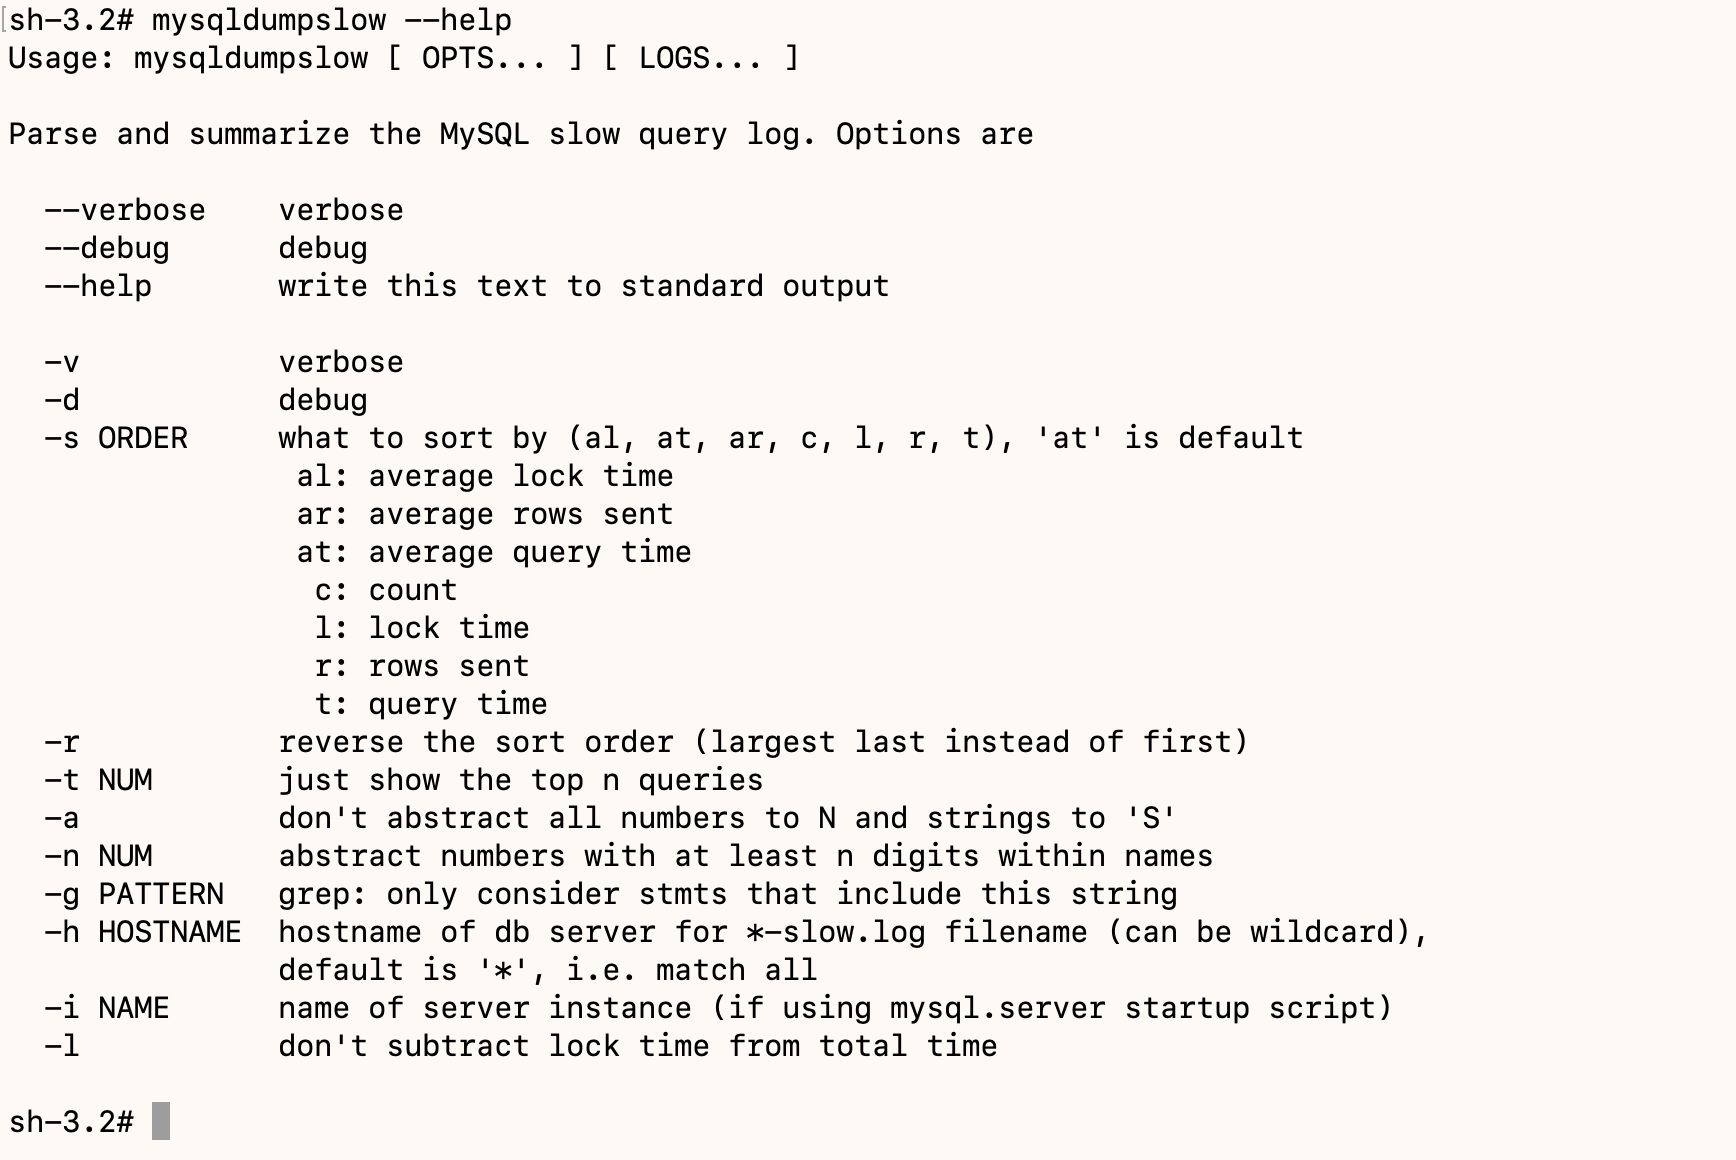 sh-3.2# mysqldumpslow --help
Usage: mysqldumpslow [ OPTS... ] [ LOGS... ]

Parse and summarize the MySQL slow query log. Options are

  --verbose    verbose
  --debug      debug
  --help       write this text to standard output

  -v           verbose
  -d           debug
  -s ORDER     what to sort by (al, at, ar, c, l, r, t), 'at' is default
                al: average lock time
                ar: average rows sent
                at: average query time
                 c: count
                 l: lock time
                 r: rows sent
                 t: query time
  -r           reverse the sort order (largest last instead of first)
  -t NUM       just show the top n queries
  -a           don't abstract all numbers to N and strings to 'S'
  -n NUM       abstract numbers with at least n digits within names
  -g PATTERN   grep: only consider stmts that include this string
  -h HOSTNAME  hostname of db server for *-slow.log filename (can be wildcard),
               default is '*', i.e. match all
  -i NAME      name of server instance (if using mysql.server startup script)
  -l           don't subtract lock time from total time

sh-3.2#